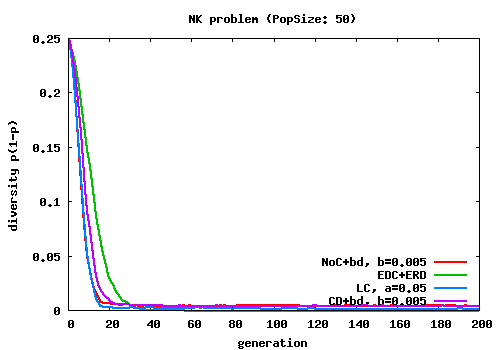 NK problem (PopSize: 50)
0.25
0.2
0.15
0.1
0.05
0
diversity p(1-p)
NoC+bd, b=0.005
EDC+ERD
LC, a=0.05
CD+bd, b=0.005
0 20 40 60 80 100 120 140 160 180 200
generation